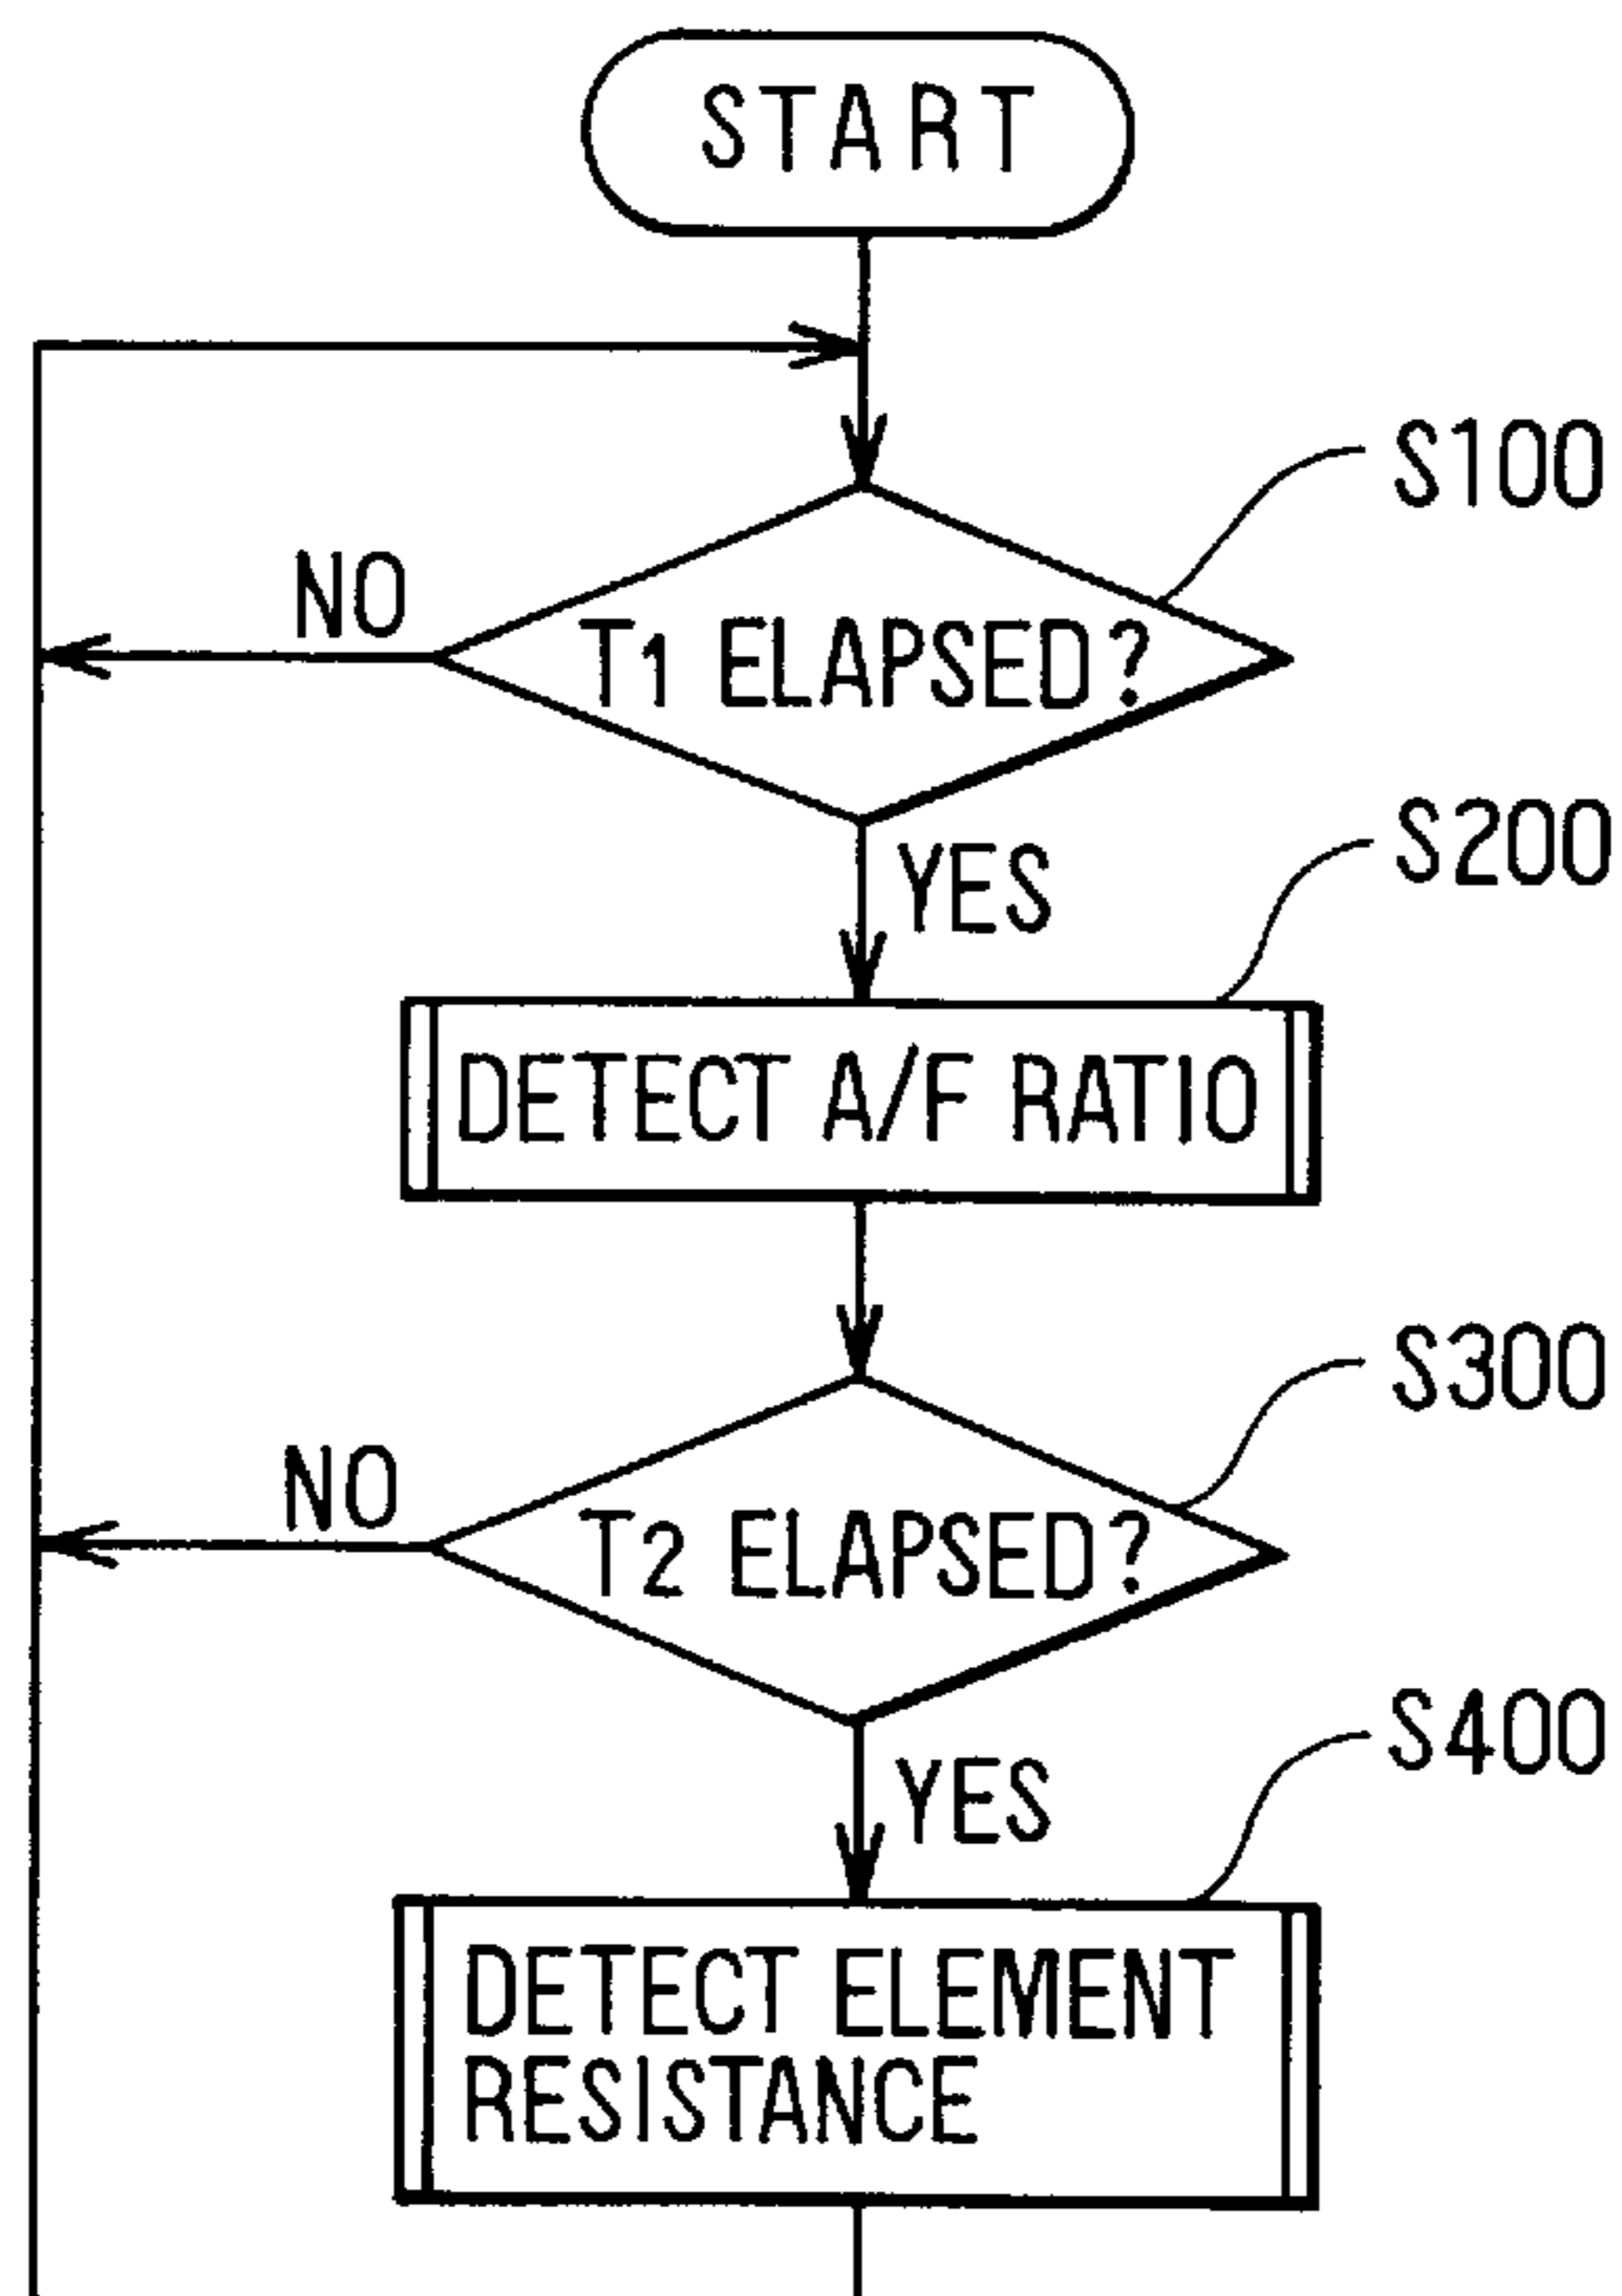 START
S100
NO
T1 ELAPSED?
S200
YES
DETECT A/F RATIO
S300
NO
T2 ELAPSED?
S400
YES
DETECT ELEMENT
RESISTANCE